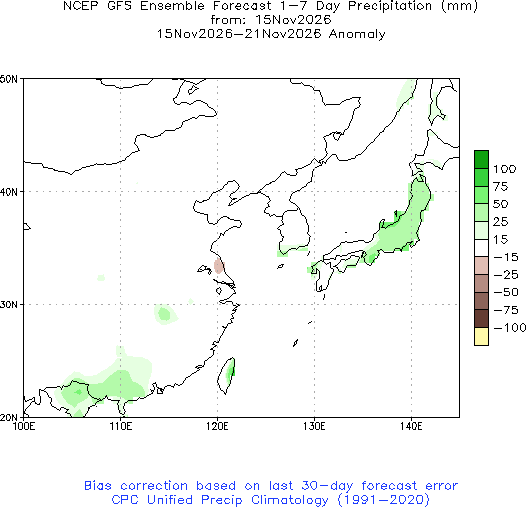 NCEP GFS Ensemble Forecast 1-7 Day Precipitation (mm)
from: 15Nov2026
15Nov2026-21Nov2026 Anomaly
50N
40N
30N
20N
100E 110E 120E 130E 140E
100
75
50
25
15
-15
-25
-50
-75
-100
Bias correction based on last 30-day forecast error
CPC Unified Precip Climatology (1991-2020)